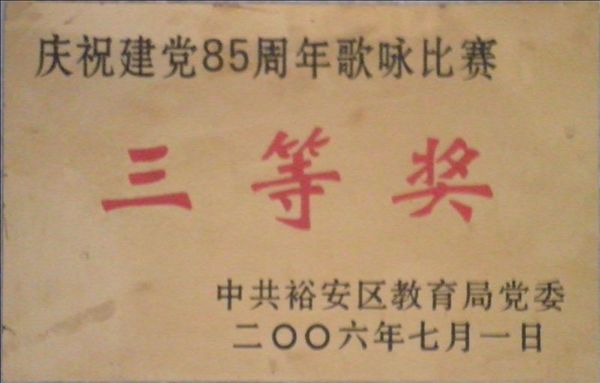 庆祝建党85周年歌咏比赛
三等奖
中共裕安区教育局党委
二〇〇六年七月一日